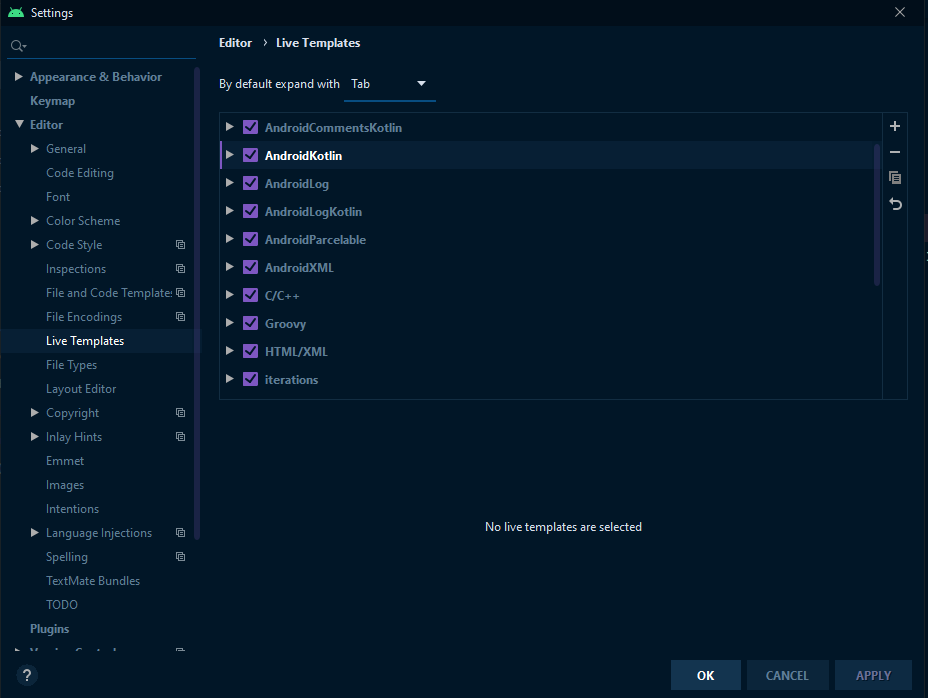 Settings
Appearance & Behavior
Keymap
Editor
General
Code Editing
Font
Color Scheme
Code Style
Inspections
File and Code Templates
File Encodings
Live Templates
File Types
Layout Editor
Copyright
Inlay Hints
Emmet
Images
Intentions
Language Injections
Spelling
TextMate Bundles
TODO
Plugins
Version Control
?
Editor › Live Templates
By default expand with Tab
AndroidCommentsKotlin
AndroidKotlin
AndroidLog
AndroidLogKotlin
AndroidParcelable
AndroidXML
C/C++
Groovy
HTML/XML
iterations
No live templates are selected
OK CANCEL APPLY